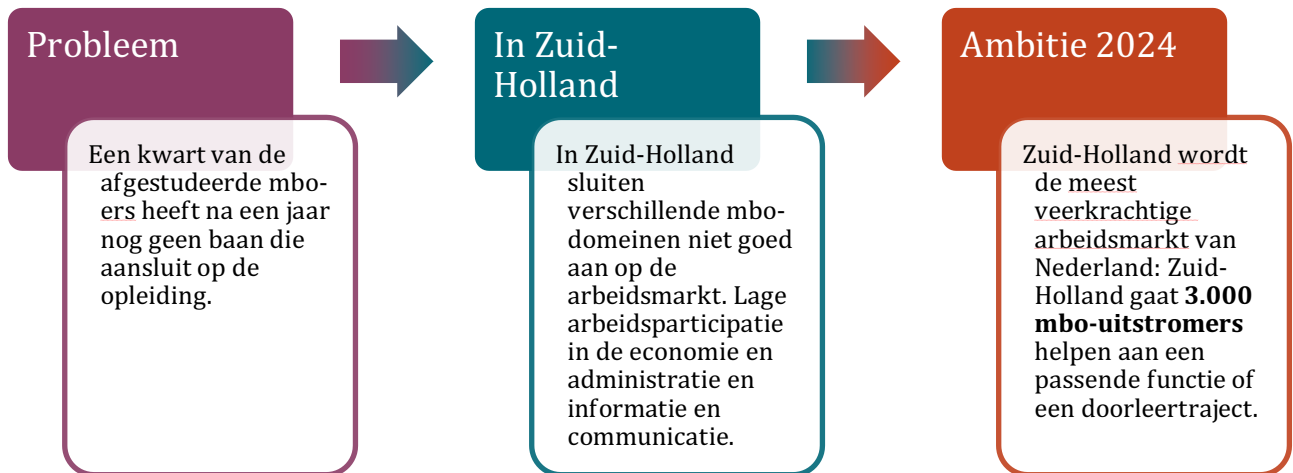 Probleem
Een kwart van de
afgestudeerde mbo-
ers heeft na een jaar
nog geen baan die
aansluit op de
opleiding.
In Zuid-
Holland
In Zuid-Holland
sluiten
verschillende mbo-
domeinen niet goed
aan op de
arbeidsmarkt. Lage
arbeidsparticipatie
in de economie en
administratie en
informatie en
communicatie.
Ambitie 2024
Zuid-Holland wordt
de meest
veerkrachtige
arbeidsmarkt van
Nederland: Zuid-
Holland gaat 3.000
mbo-uitstromers
helpen aan een
passende functie of
een doorleertraject.